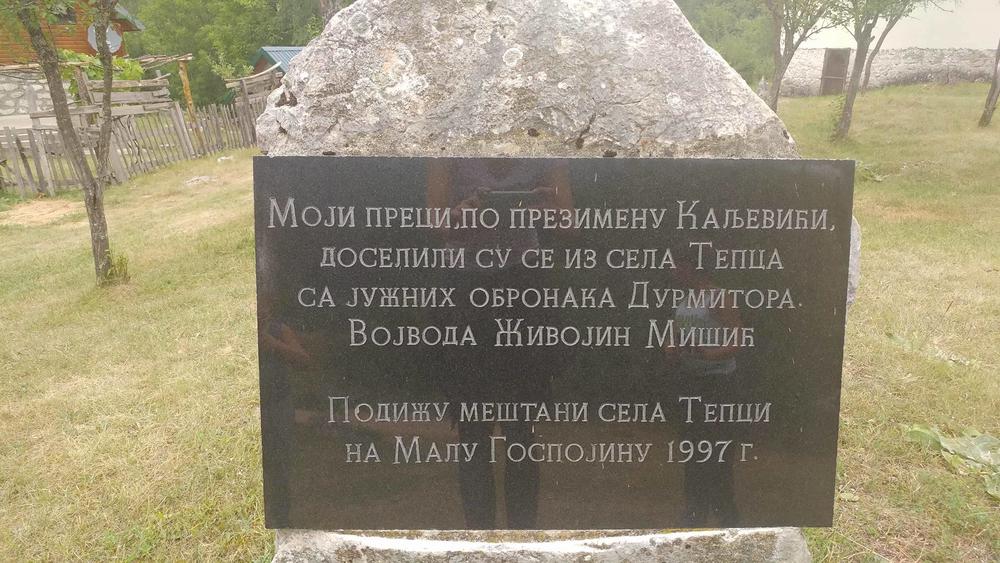 Моји преци,по презимену Каљевићи,
доселили су се из села Тепца
са јужних обронака Дурмитора.
Војвода Живојин Мишић
Подижу мештани села Тепци
на Малу Госпојину 1997 г.